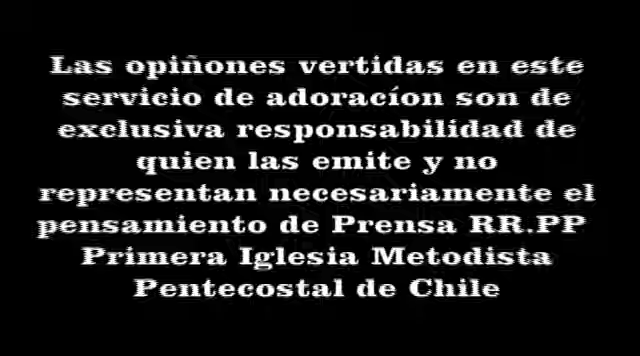 Las opiñones vertidas en este
servicio de adoracíon son de
exclusiva responsabilidad de
quien las emite y no
representan necesariamente el
pensamiento de Prensa RR.PP
Primera Iglesia Metodista
Pentecostal de Chile